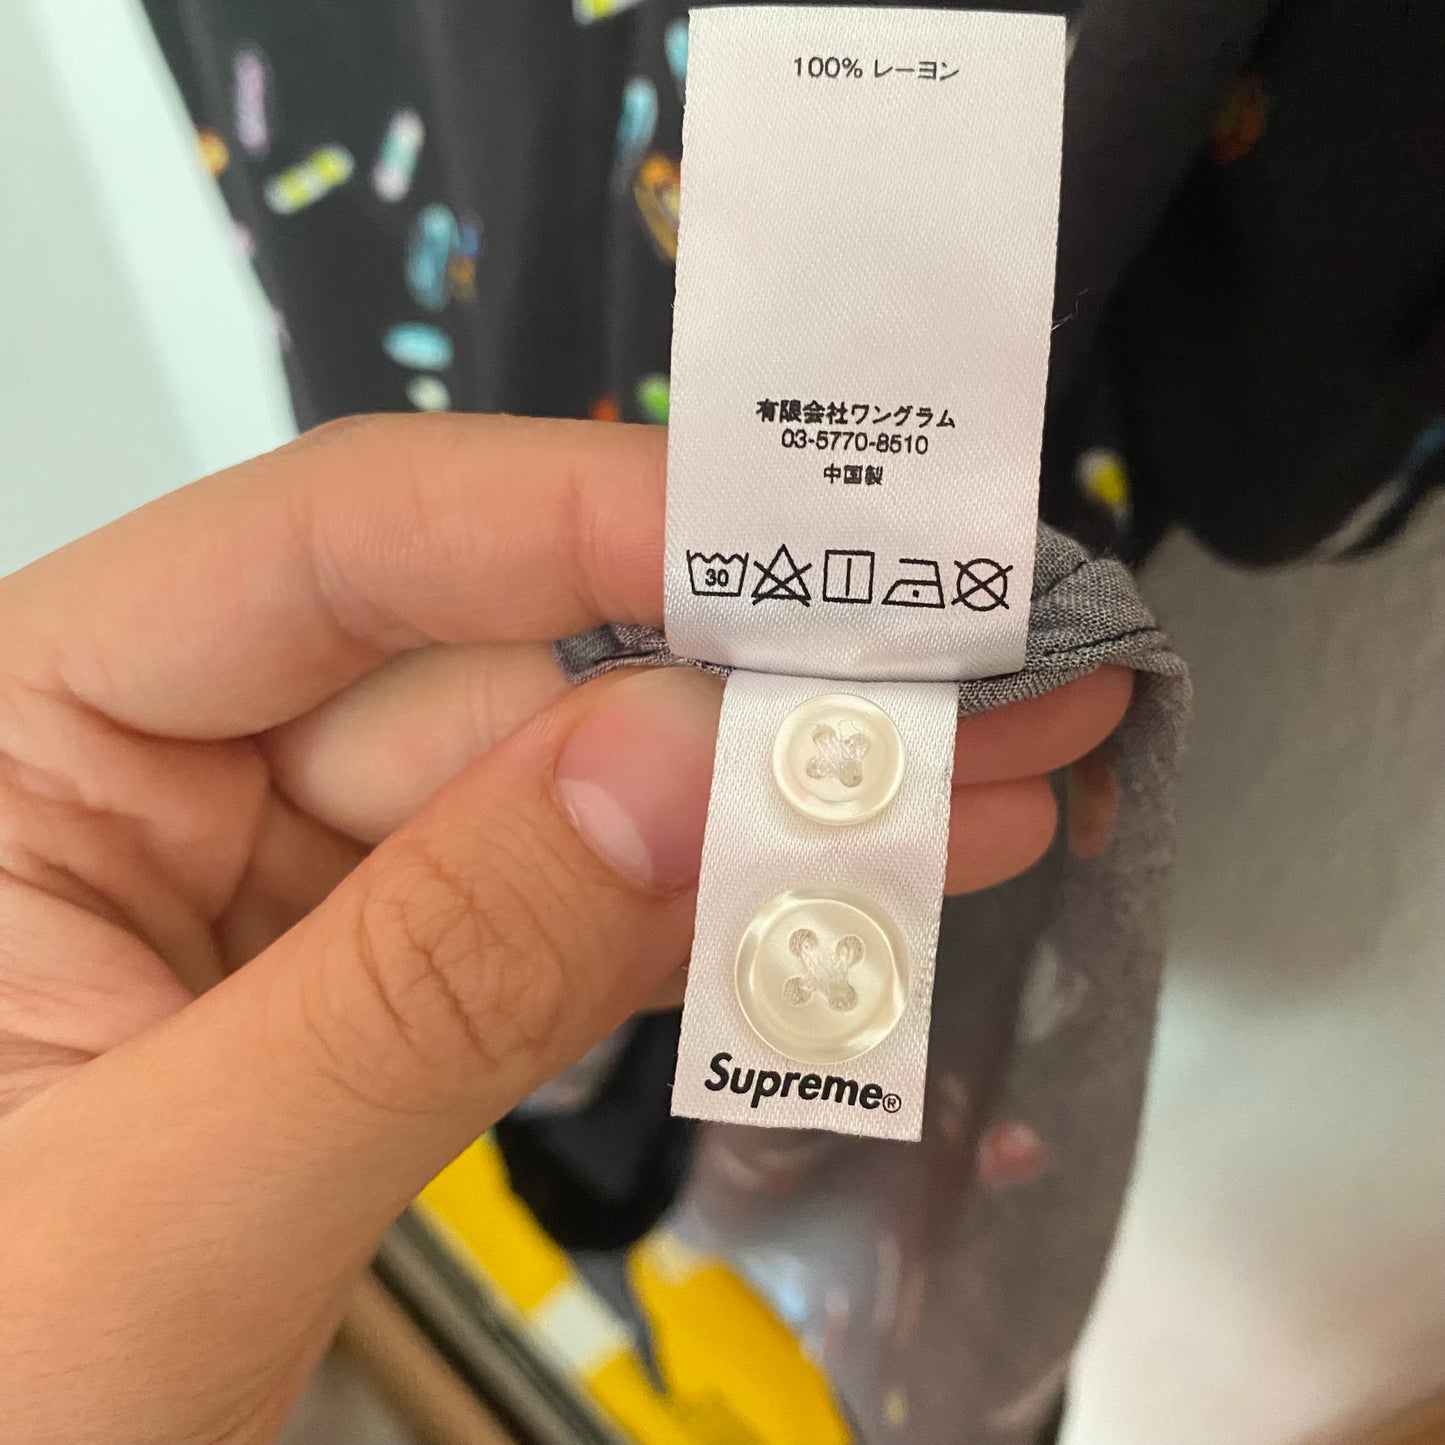 100% レーヨン
有限会社ワングラム
03-5770-8510
中国製
30
Supreme®